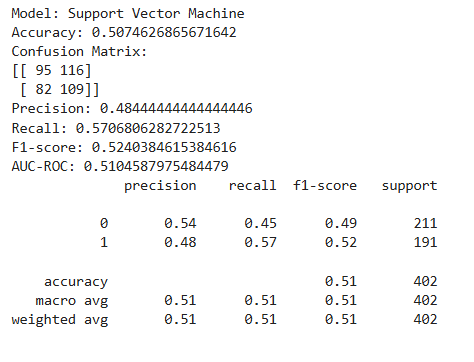 Model: Support Vector Machine
Accuracy: 0.5074626865671642
Confusion Matrix:
[[ 95 116]
 [ 82 109]]
Precision: 0.48444444444444446
Recall: 0.5706806282722513
F1-score: 0.5240384615384616
AUC-ROC: 0.5104587975484479
              precision    recall  f1-score   support

           0       0.54      0.45      0.49       211
           1       0.48      0.57      0.52       191

    accuracy                           0.51       402
   macro avg       0.51      0.51      0.51       402
weighted avg       0.51      0.51      0.51       402